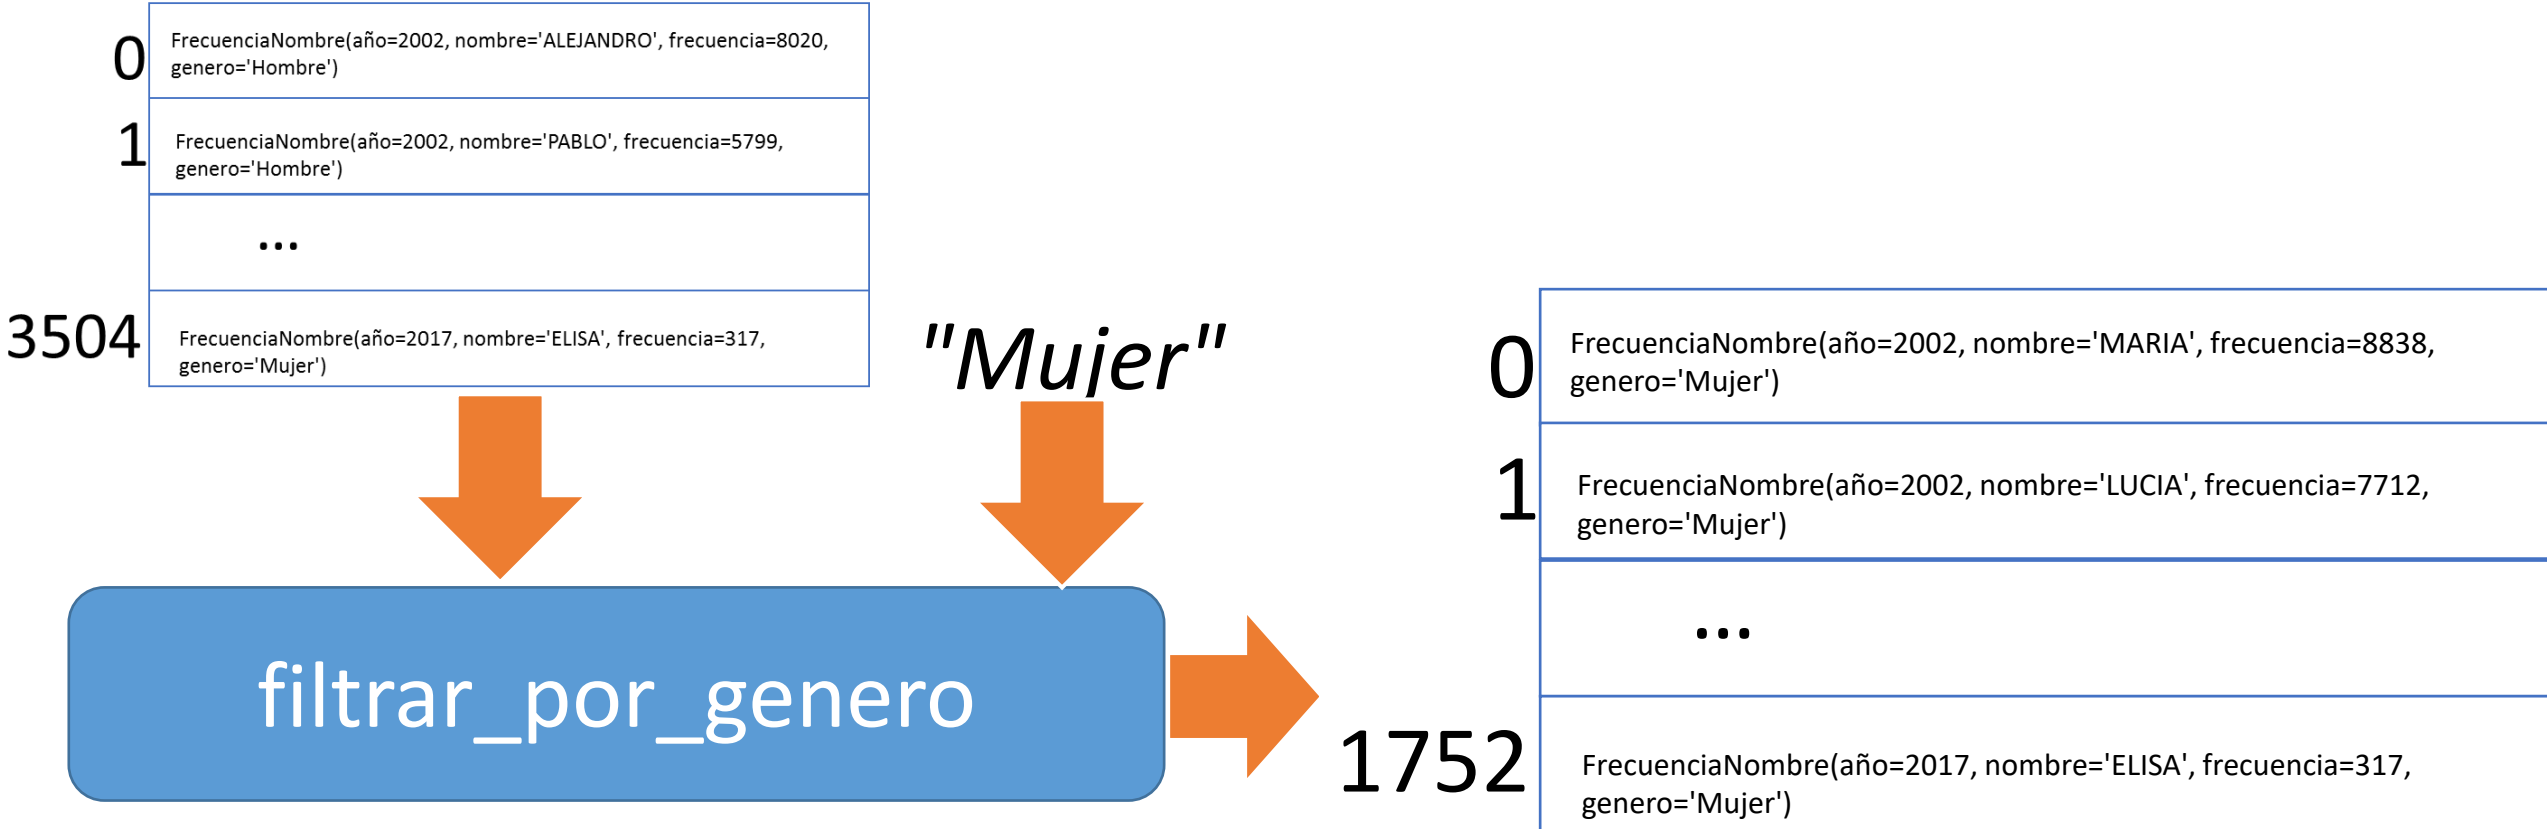 0
FrecuenciaNombre(año=2002, nombre='ALEJANDRO', frecuencia=8020,
genero='Hombre')
1
FrecuenciaNombre(año=2002, nombre='PABLO', frecuencia=5799,
genero='Hombre')
...
3504
FrecuenciaNombre(año=2017, nombre='ELISA', frecuencia=317,
genero='Mujer')
"Mujer"
filtrar_por_genero
0
FrecuenciaNombre(año=2002, nombre='MARIA', frecuencia=8838,
genero='Mujer')
1
FrecuenciaNombre(año=2002, nombre='LUCIA', frecuencia=7712,
genero='Mujer')
...
1752
FrecuenciaNombre(año=2017, nombre='ELISA', frecuencia=317,
genero='Mujer')